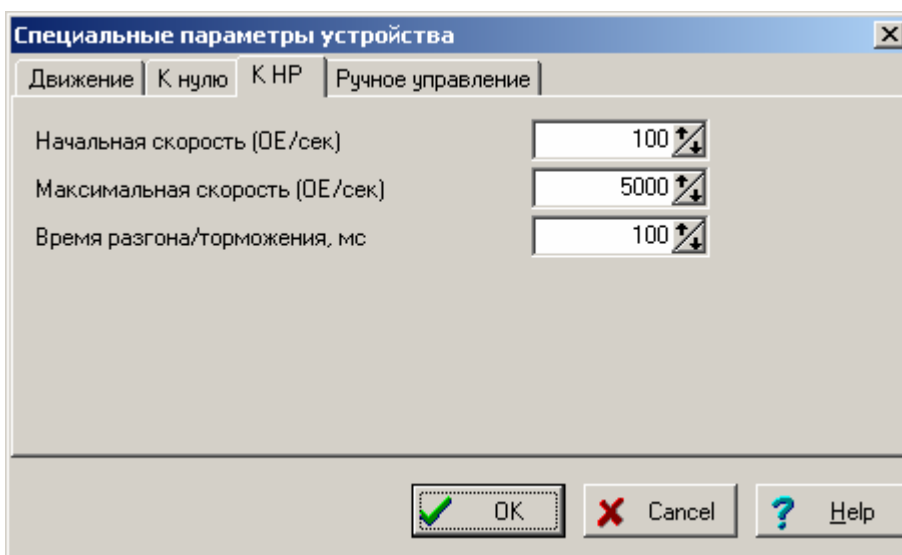 Специальные параметры устройства
Движение К нулю К НР Ручное управление
Начальная скорость (ОЕ/сек) 100
Максимальная скорость (ОЕ/сек) 5000
Время разгона/торможения, мс 100
OK Cancel Help